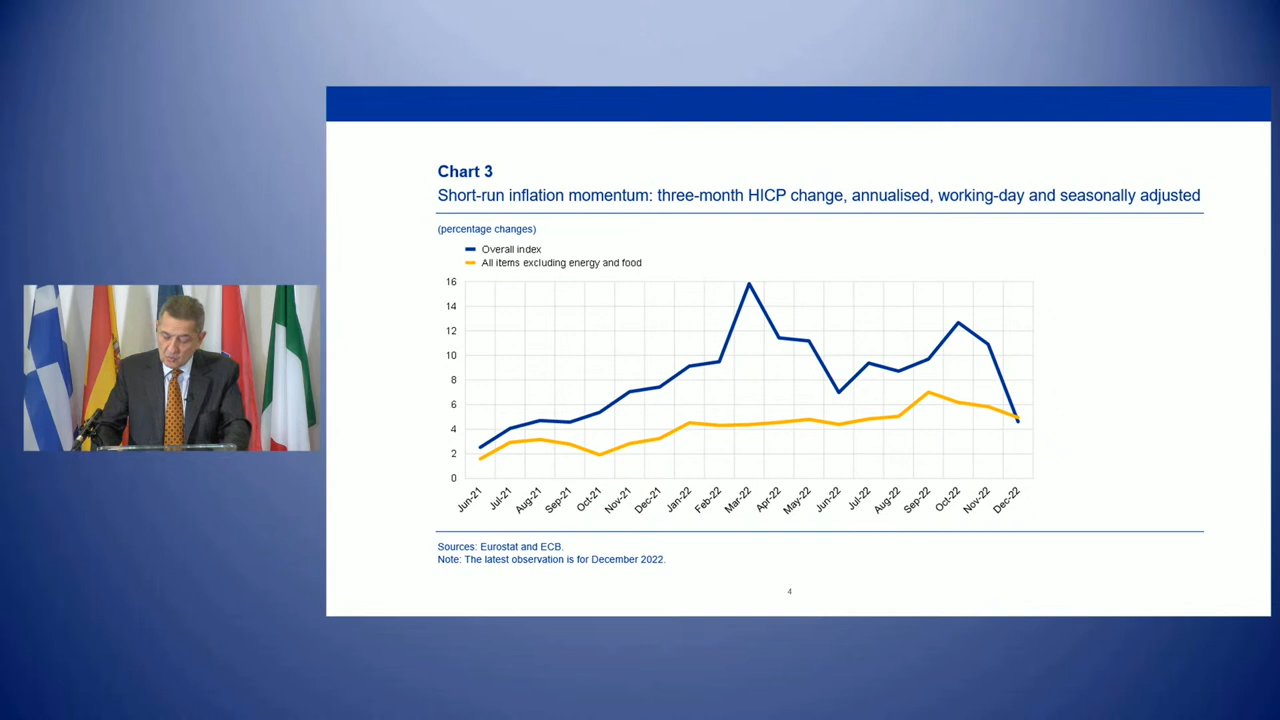 Chart 3
Short-run inflation momentum: three-month HICP change, annualised, working-day and seasonally adjusted
(percentage changes)
Overall index
All items excluding energy and food
16
14
12
10
8
6
4
2
0
Jun-21
Jul-21
Aug-21
Sep-21
Oct-21
Nov-21
Dec-21
Jan-22
Feb-22
Mar-22
Apr-22
May-22
Jun-22
Jul-22
Aug-22
Sep-22
Oct-22
Nov-22
Dec-22
Sources: Eurostat and ECB.
Note: The latest observation is for December 2022.
4